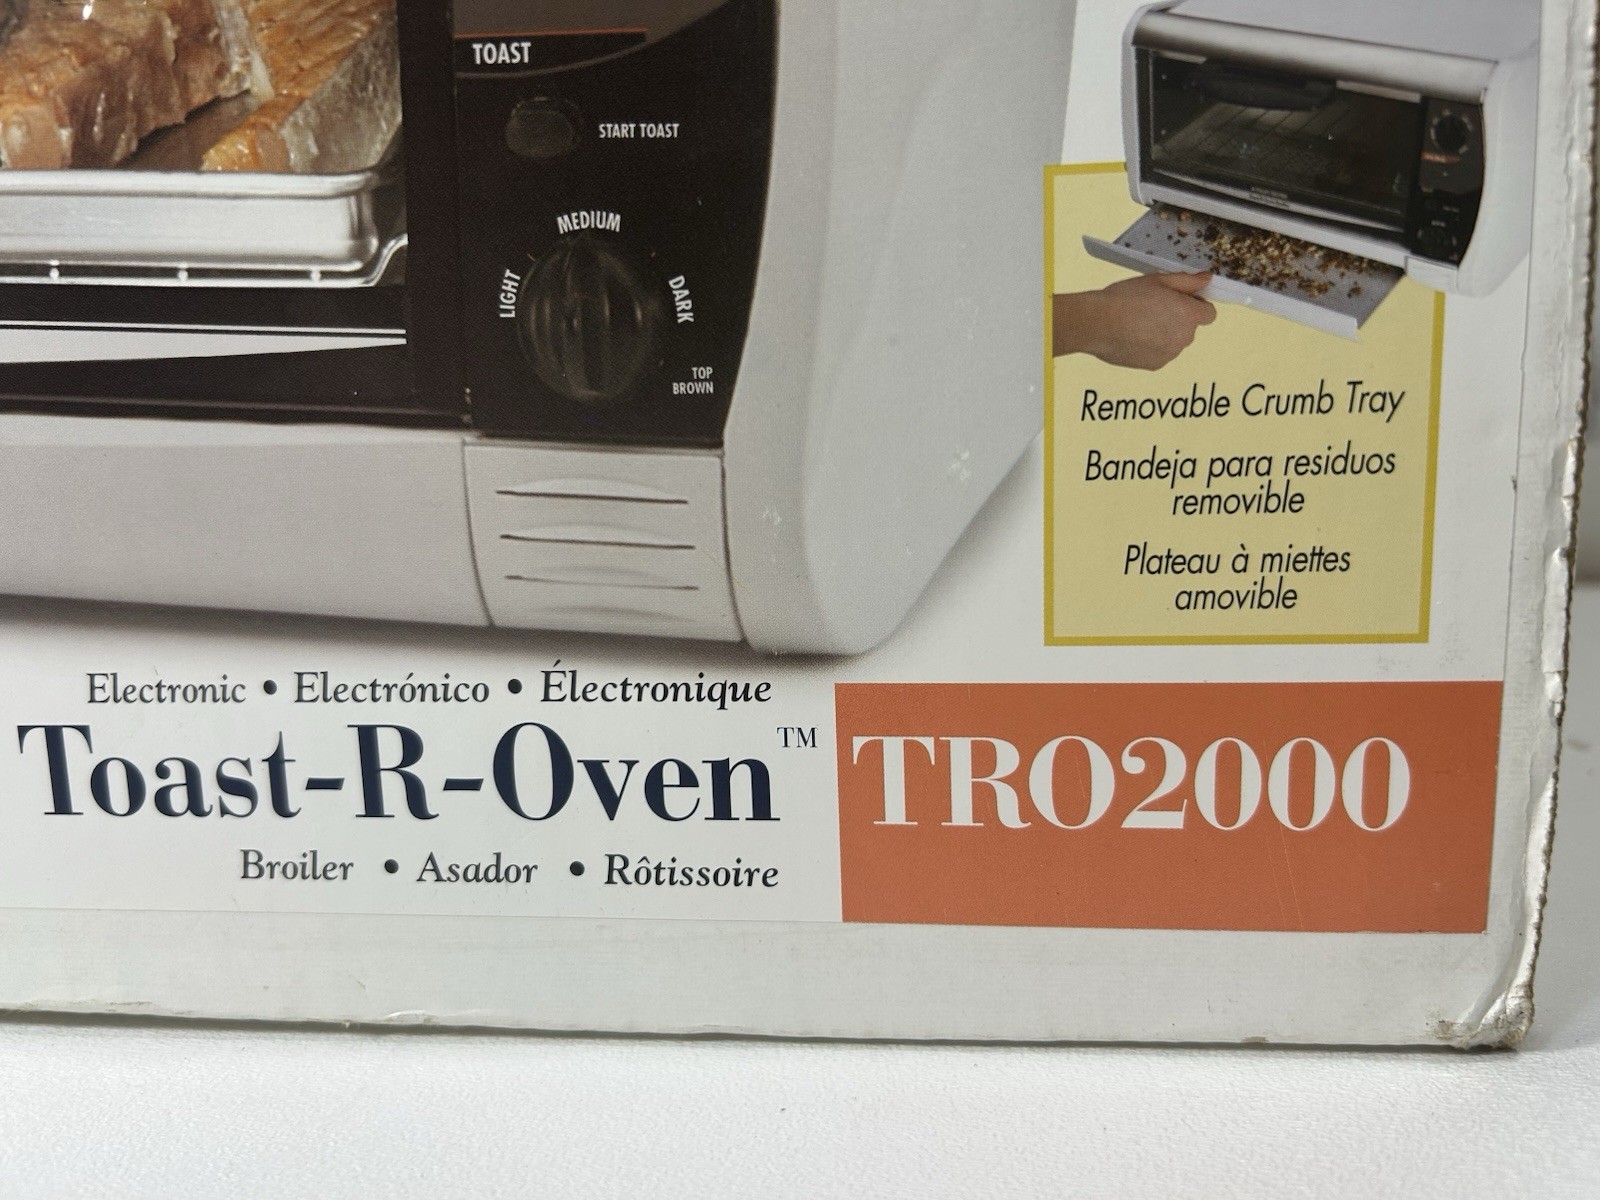 TOAST
START TOAST
MEDIUM
LIGHT
DARK
TOP
BROWN
Removable Crumb Tray
Bandeja para residuos
removible
Plateau à miettes
amovible
Electronic • Electrónico • Électronique
Toast-R-Oven™ TRO2000
Broiler • Asador • Rôtissoire